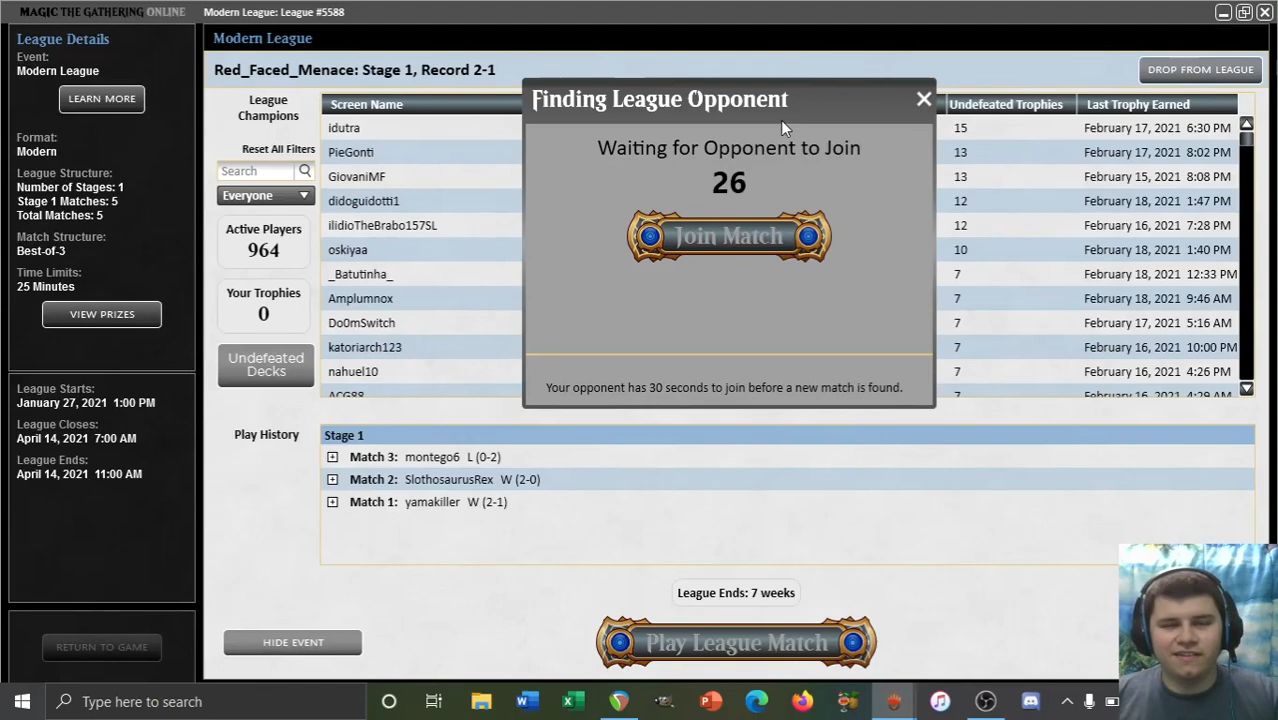 MAGIC THE GATHERING ONLINE
Modern League: League #5588
League Details
Event:
Modern League
LEARN MORE
Format:
Modern
League Structure:
Number of Stages: 1
Stage 1 Matches: 5
Total Matches: 5
Match Structure:
Best-of-3
Time Limits:
25 Minutes
VIEW PRIZES
League Starts:
January 27, 2021 1:00 PM
League Closes:
April 14, 2021 7:00 AM
League Ends:
April 14, 2021 11:00 AM
RETURN TO GAME
Modern League
Red_Faced_Menace: Stage 1, Record 2-1
DROP FROM LEAGUE
League
Champions
Reset All Filters
Search
Everyone
Active Players
964
Your Trophies
0
Undefeated
Decks
Screen Name Undefeated Trophies Last Trophy Earned
idutra 15 February 17, 2021 6:30 PM
PieGonti 13 February 17, 2021 8:02 PM
GiovaniMF 13 February 15, 2021 8:08 PM
didoguidotti1 12 February 18, 2021 1:47 PM
ilidioTheBrabo157SL 12 February 16, 2021 7:28 PM
oskiyaa 10 February 18, 2021 1:40 PM
_Batutinha_ 7 February 18, 2021 12:33 PM
Amplumnox 7 February 18, 2021 9:46 AM
Do0mSwitch 7 February 17, 2021 5:16 AM
katoriarch123 7 February 16, 2021 10:00 PM
nahuel10 7 February 16, 2021 4:26 PM
ACG88 7 February 16, 2021 4:29 AM
Finding League Opponent
Waiting for Opponent to Join
26
Join Match
Your opponent has 30 seconds to join before a new match is found.
Play History
Stage 1
Match 3: montego6 L (0-2)
Match 2: SlothosaurusRex W (2-0)
Match 1: yamakiller W (2-1)
League Ends: 7 weeks
HIDE EVENT
Play League Match
Type here to search